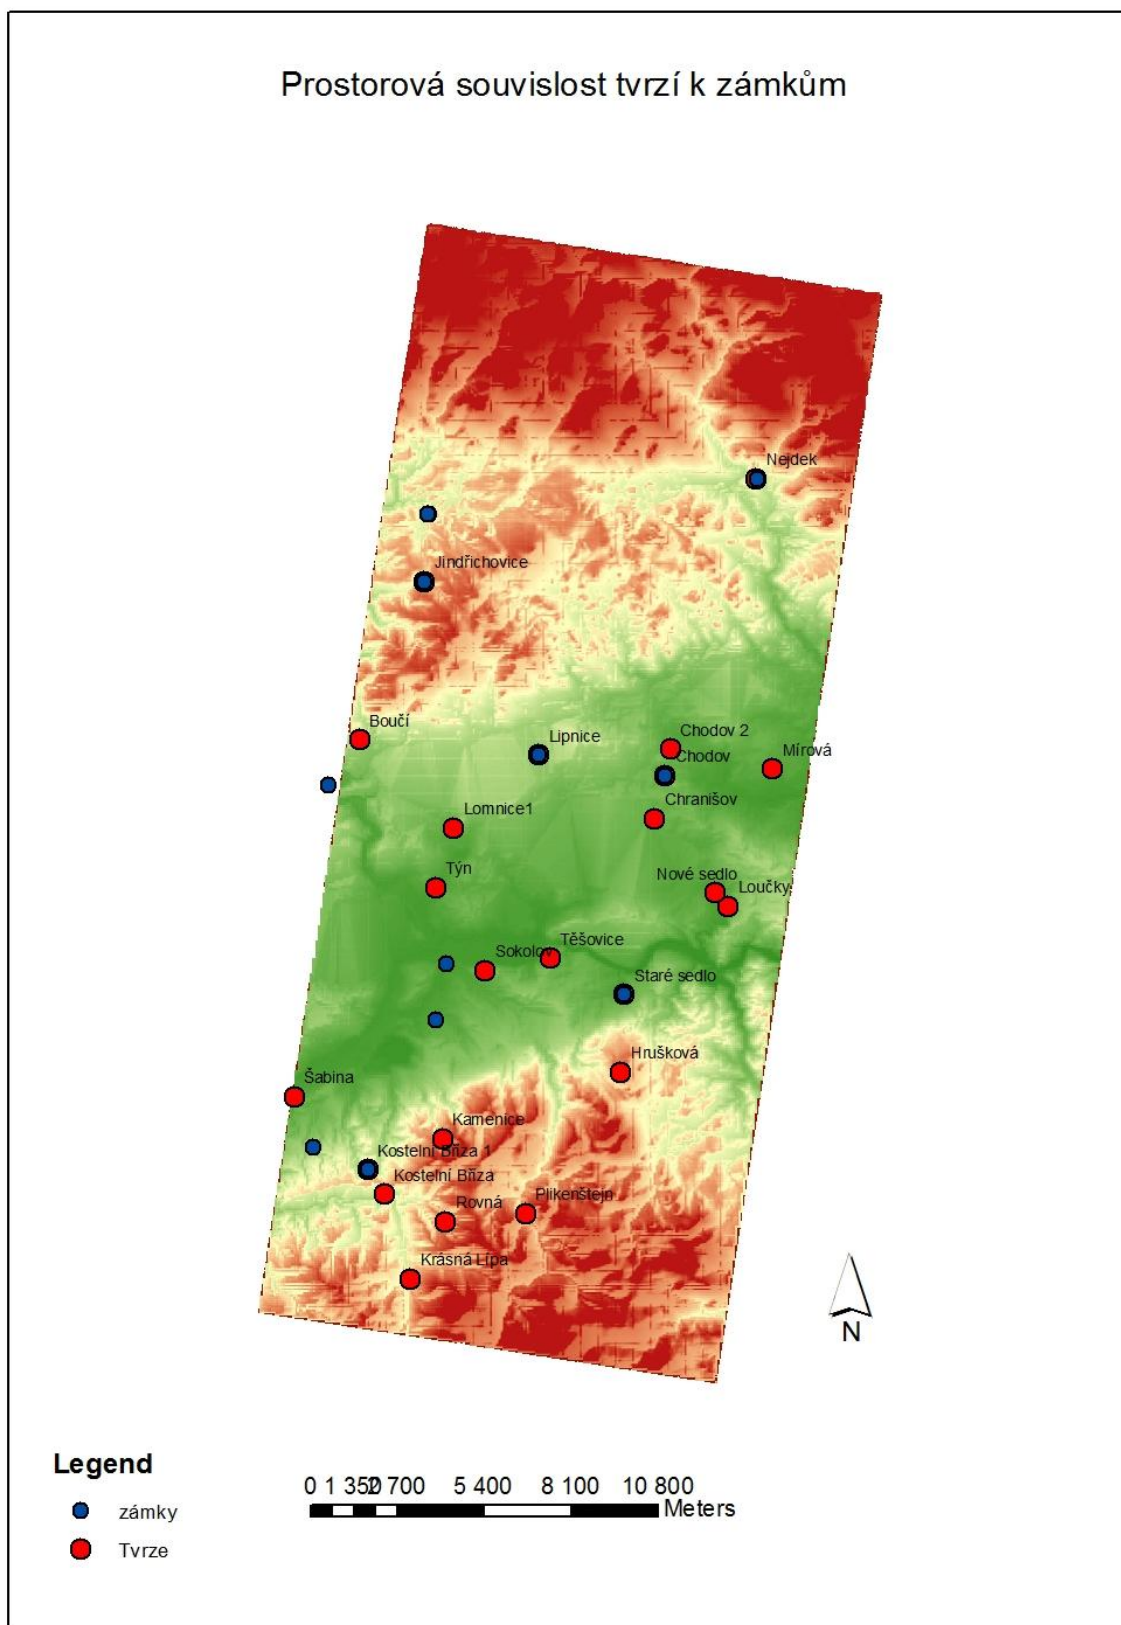 Prostorová souvislost tvrzí k zámkům
Nejdek
Jindřichovice
Boučí
Lipnice
Chodov 2
Chodov
Mírová
Chranišov
Lomnice1
Týn
Nové sedlo
Loučky
Těšovice
Sokolov
Staré sedlo
Hrušková
Šabina
Kamenice
Kostelní Bříza 1
Kostelní Bříza
Rovná
Plikenštejn
Krásná Lípa
N
Legend
zámky
Tvrze
0 1 350 2 700 5 400 8 100 10 800
Meters